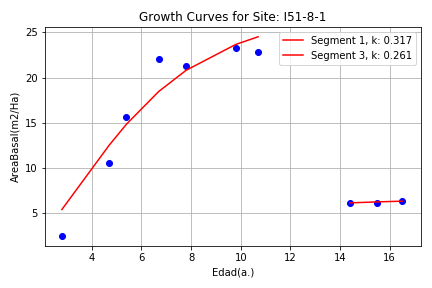 Growth Curves for Site: I51-8-1
Segment 1, k: 0.317
Segment 3, k: 0.261
AreaBasal(m2/Ha)
25
20
15
10
5
4 6 8 10 12 14 16
Edad(a.)